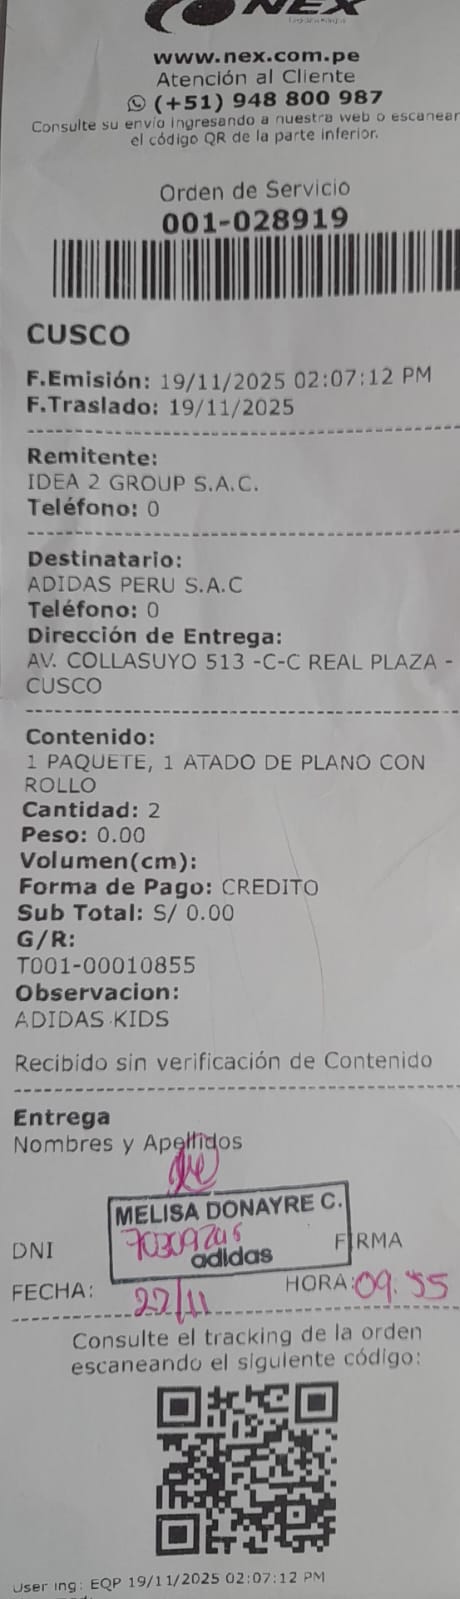 NEX
www.nex.com.pe
Atención al Cliente
(+51) 948 800 987
Consulte su envío ingresando a nuestra web o escanear
el código QR de la parte inferior.
Orden de Servicio
001-028919
CUSCO
F.Emisión: 19/11/2025 02:07:12 PM
F.Traslado: 19/11/2025
Remitente:
IDEA 2 GROUP S.A.C.
Teléfono: 0
Destinatario:
ADIDAS PERU S.A.C
Teléfono: 0
Dirección de Entrega:
AV. COLLASUYO 513 -C-C REAL PLAZA -
CUSCO
Contenido:
1 PAQUETE, 1 ATADO DE PLANO CON
ROLLO
Cantidad: 2
Peso: 0.00
Volumen(cm):
Forma de Pago: CREDITO
Sub Total: S/ 0.00
G/R:
T001-00010855
Observacion:
ADIDAS KIDS
Recibido sin verificación de Contenido
Entrega
Nombres y Apellidos
MELISA DONAYRE C.
DNI 70309246 FIRMA
adidas
FECHA: 22/11 HORA: 09.55
Consulte el tracking de la orden
escaneando el siguiente código:
User ing: EQP 19/11/2025 02:07:12 PM